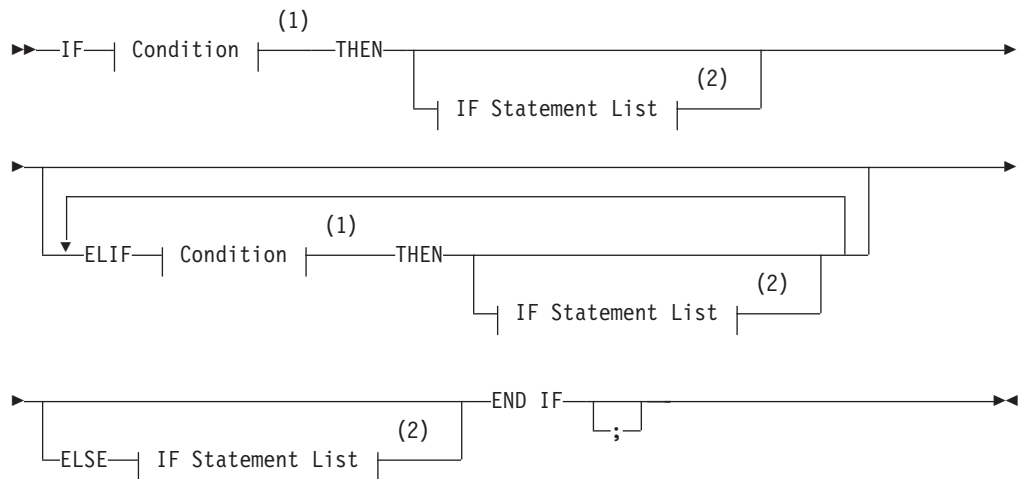 (1)
IF Condition THEN
(2)
IF Statement List
(1)
ELIF Condition THEN
(2)
IF Statement List
END IF
;
(2)
ELSE IF Statement List